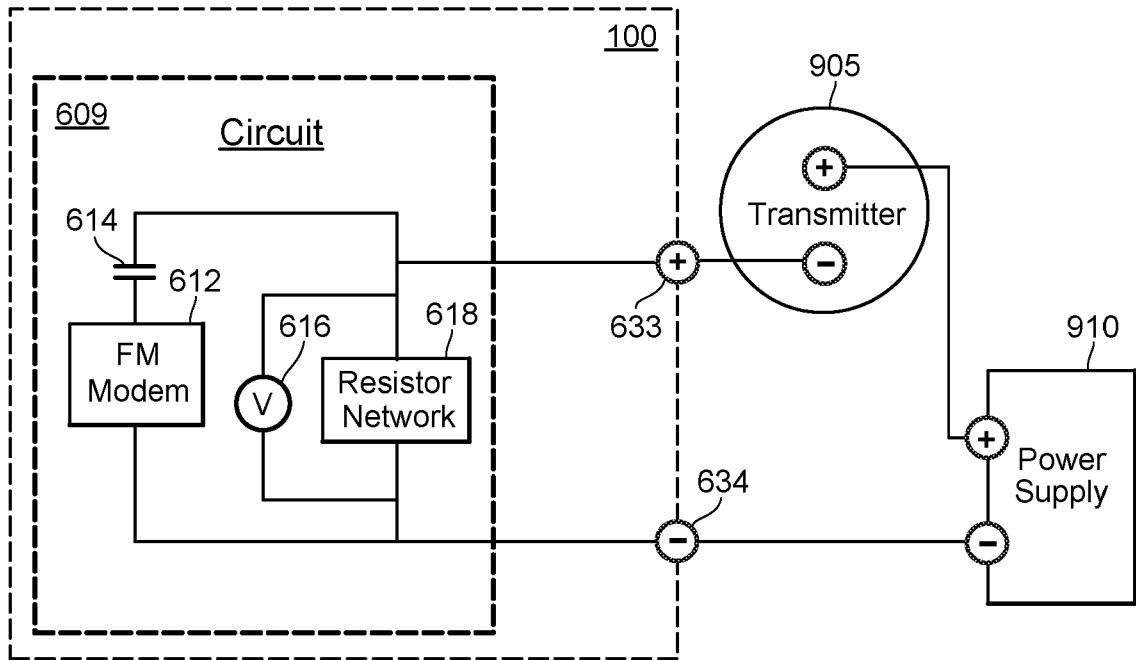 100
905
609
Circuit
614
612
616
618
FM
Modem
V
Resistor
Network
+
633
+
Transmitter
−
910
+
Power
Supply
−
634
−